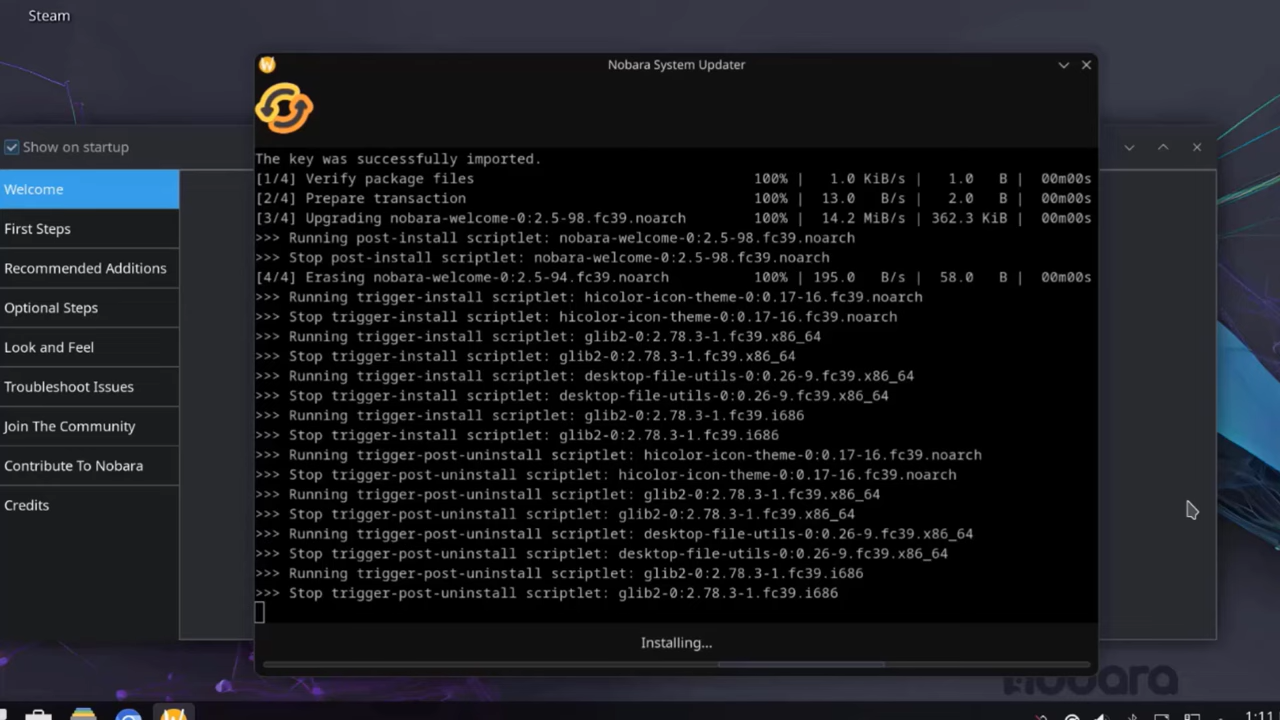 Steam
Nobara System Updater
Show on startup
Welcome
First Steps
Recommended Additions
Optional Steps
Look and Feel
Troubleshoot Issues
Join The Community
Contribute To Nobara
Credits
The key was successfully imported.
[1/4] Verify package files 100% | 1.0 KiB/s | 1.0 B | 00m00s
[2/4] Prepare transaction 100% | 13.0 B/s | 2.0 B | 00m00s
[3/4] Upgrading nobara-welcome-0:2.5-98.fc39.noarch 100% | 14.2 MiB/s | 362.3 KiB | 00m00s
>>> Running post-install scriptlet: nobara-welcome-0:2.5-98.fc39.noarch
>>> Stop post-install scriptlet: nobara-welcome-0:2.5-98.fc39.noarch
[4/4] Erasing nobara-welcome-0:2.5-94.fc39.noarch 100% | 195.0 B/s | 58.0 B | 00m00s
>>> Running trigger-install scriptlet: hicolor-icon-theme-0:0.17-16.fc39.noarch
>>> Stop trigger-install scriptlet: hicolor-icon-theme-0:0.17-16.fc39.noarch
>>> Running trigger-install scriptlet: glib2-0:2.78.3-1.fc39.x86_64
>>> Stop trigger-install scriptlet: glib2-0:2.78.3-1.fc39.x86_64
>>> Running trigger-install scriptlet: desktop-file-utils-0:0.26-9.fc39.x86_64
>>> Stop trigger-install scriptlet: desktop-file-utils-0:0.26-9.fc39.x86_64
>>> Running trigger-install scriptlet: glib2-0:2.78.3-1.fc39.i686
>>> Stop trigger-install scriptlet: glib2-0:2.78.3-1.fc39.i686
>>> Running trigger-post-uninstall scriptlet: hicolor-icon-theme-0:0.17-16.fc39.noarch
>>> Stop trigger-post-uninstall scriptlet: hicolor-icon-theme-0:0.17-16.fc39.noarch
>>> Running trigger-post-uninstall scriptlet: glib2-0:2.78.3-1.fc39.x86_64
>>> Stop trigger-post-uninstall scriptlet: glib2-0:2.78.3-1.fc39.x86_64
>>> Running trigger-post-uninstall scriptlet: desktop-file-utils-0:0.26-9.fc39.x86_64
>>> Stop trigger-post-uninstall scriptlet: desktop-file-utils-0:0.26-9.fc39.x86_64
>>> Running trigger-post-uninstall scriptlet: glib2-0:2.78.3-1.fc39.i686
>>> Stop trigger-post-uninstall scriptlet: glib2-0:2.78.3-1.fc39.i686
Installing...
nobara